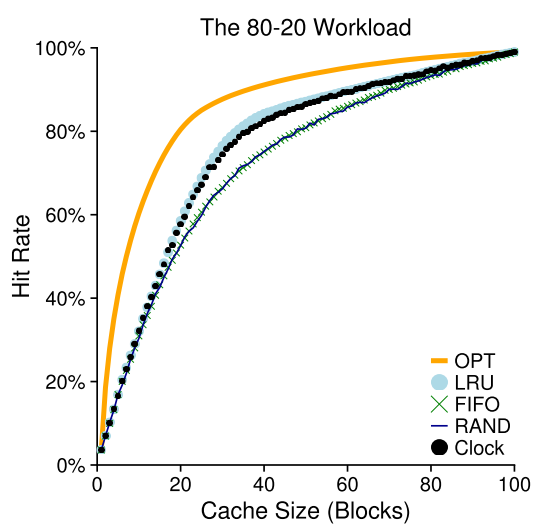 The 80-20 Workload
100%
80%
60%
40%
20%
0%
Hit Rate
0
20
40
60
80
100
Cache Size (Blocks)
OPT
LRU
FIFO
RAND
Clock